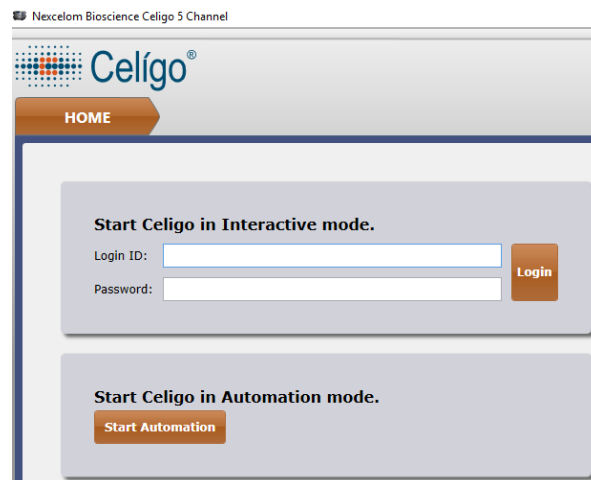 Nexcelom Bioscience Celigo 5 Channel
Celígo®
HOME
Start Celigo in Interactive mode.
Login ID:
Password:
Login
Start Celigo in Automation mode.
Start Automation